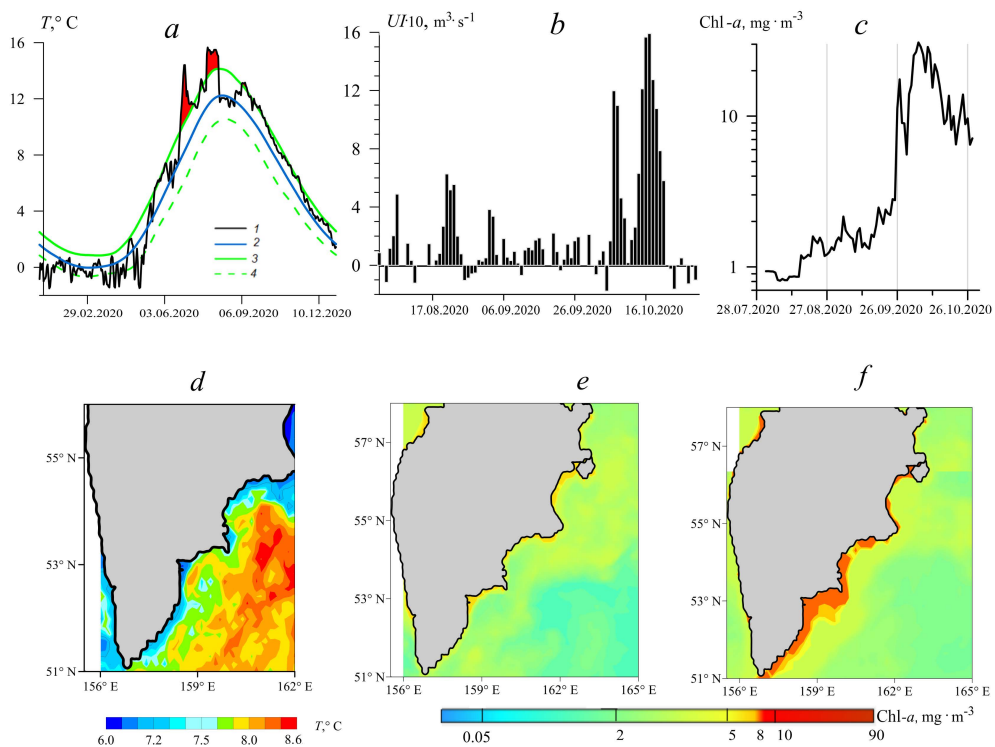 T,° C
a
16
12
8
4
0
1
2
3
4
29.02.2020 03.06.2020 06.09.2020 10.12.2020
UI·10, m³· s⁻¹
b
16
12
8
4
0
17.08.2020 06.09.2020 26.09.2020 16.10.2020
Chl-a, mg · m⁻³
c
10
1
28.07.2020 27.08.2020 26.09.2020 26.10.2020
d
55° N
53° N
51° N
156° E 159° E 162° E
6.0 7.2 7.5 8.0 8.6 T,° C
e
57° N
55° N
53° N
51° N
156° E 159° E 162° E 165° E
f
57° N
55° N
53° N
51° N
156° E 159° E 162° E 165° E
0.05 2 5 8 10 90 Chl-a, mg · m⁻³